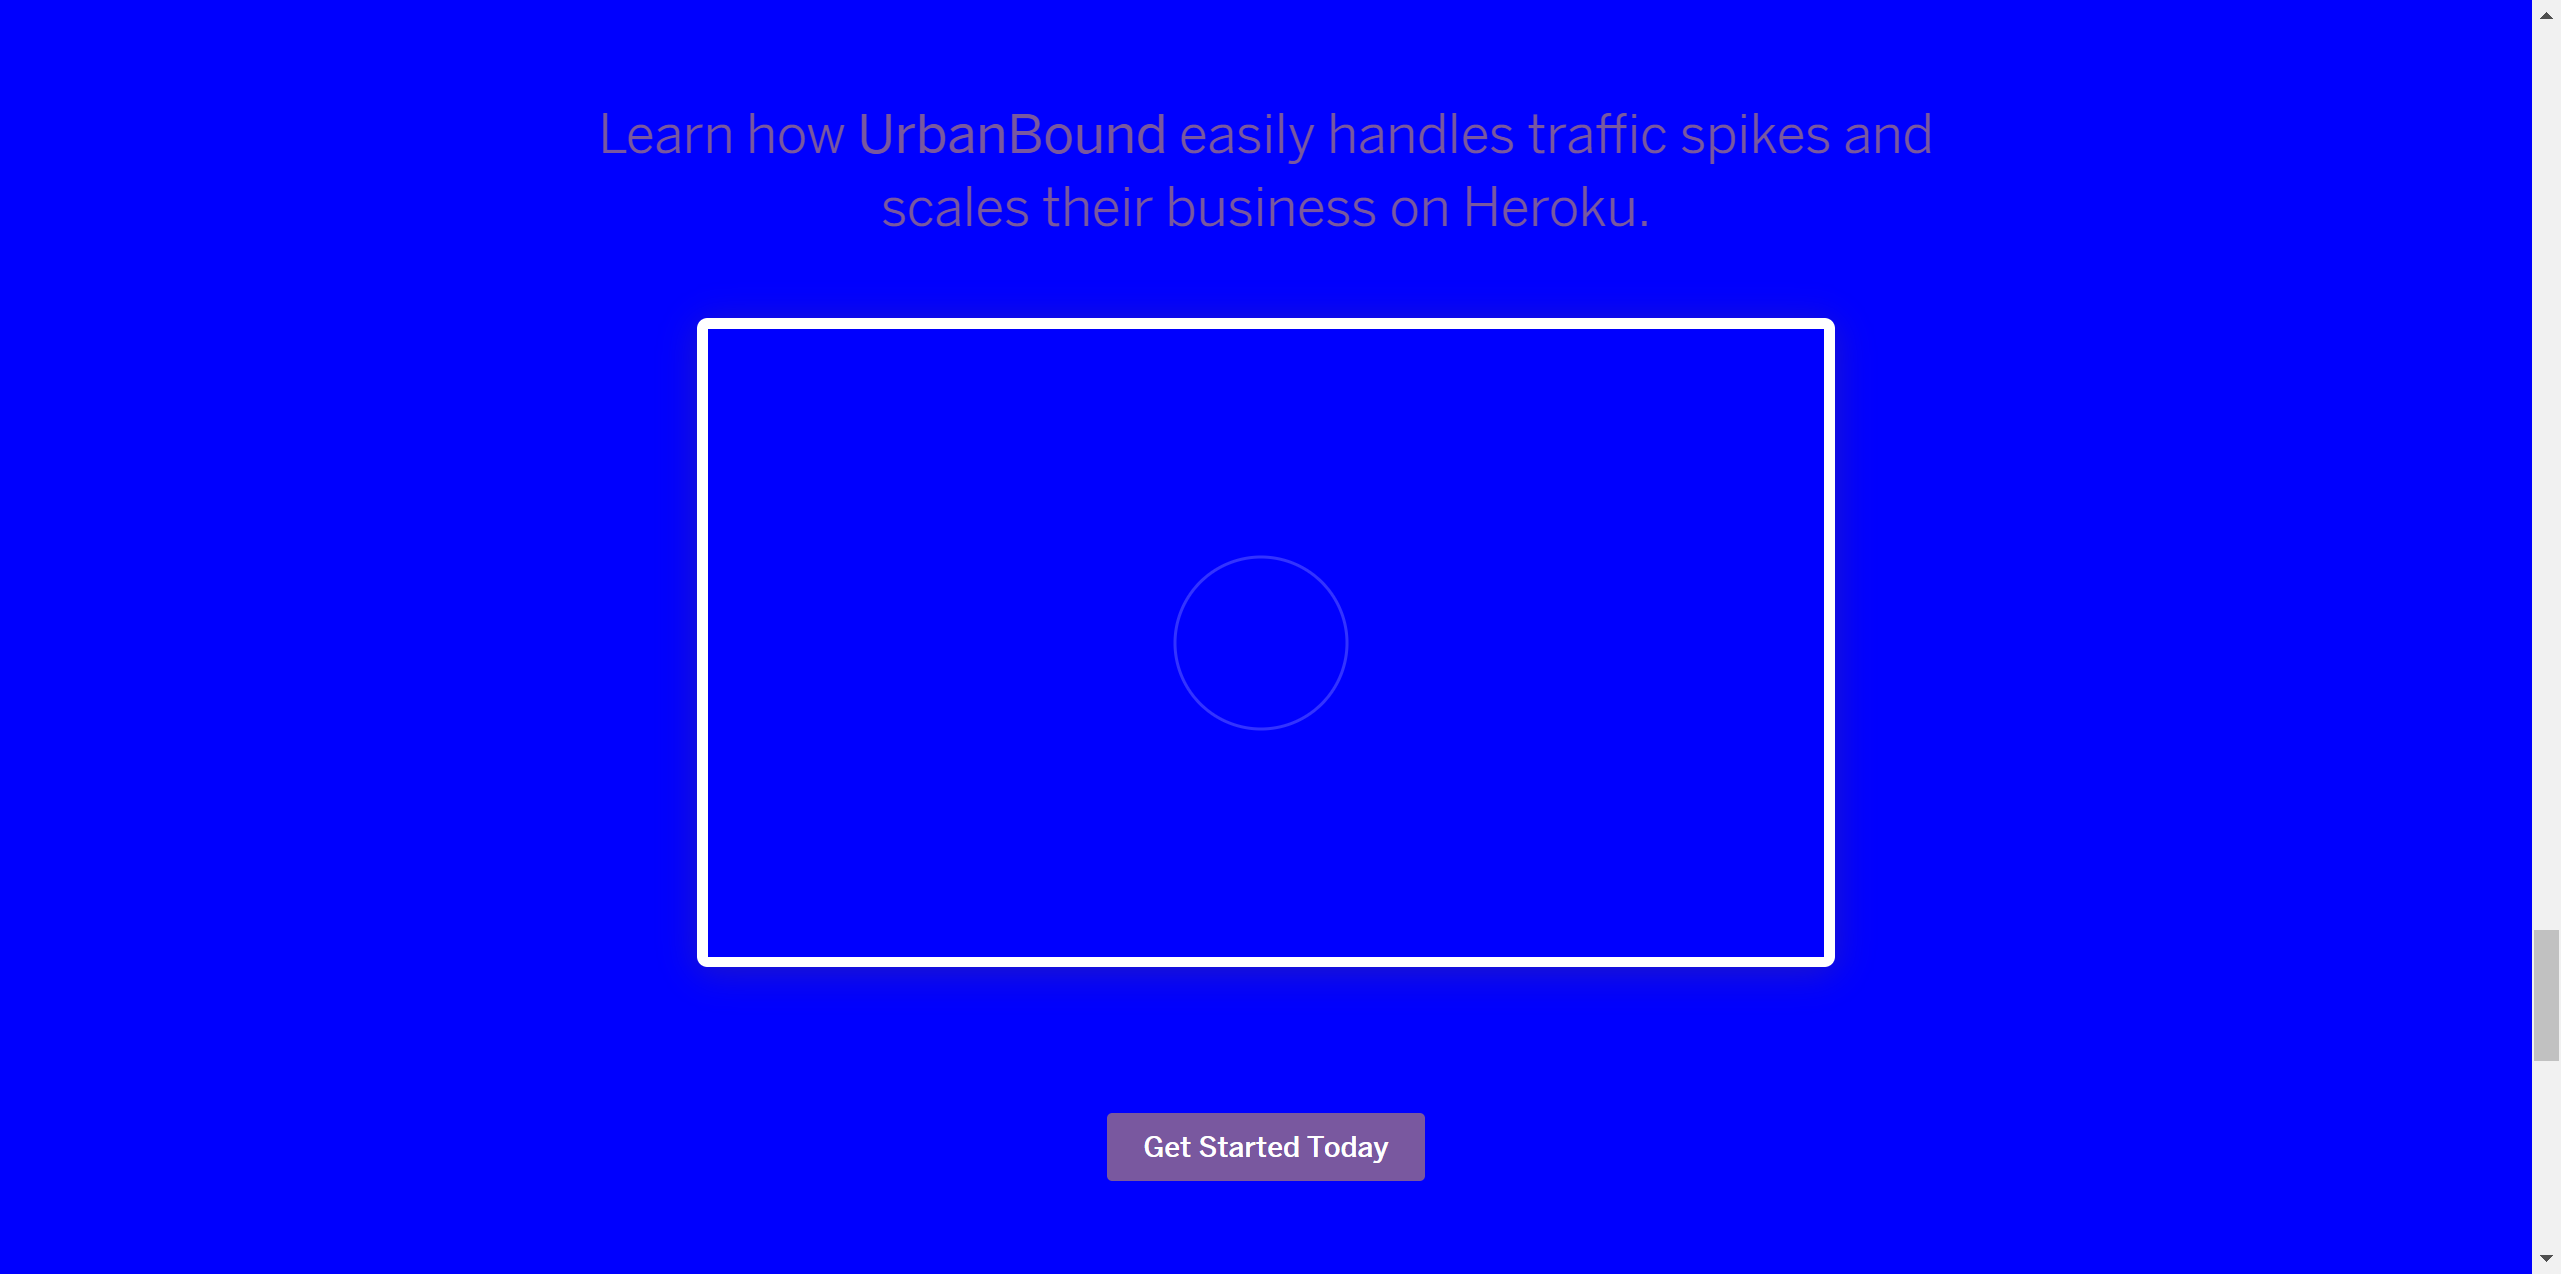 Learn how UrbanBound easily handles traffic spikes and
scales their business on Heroku.
Get Started Today